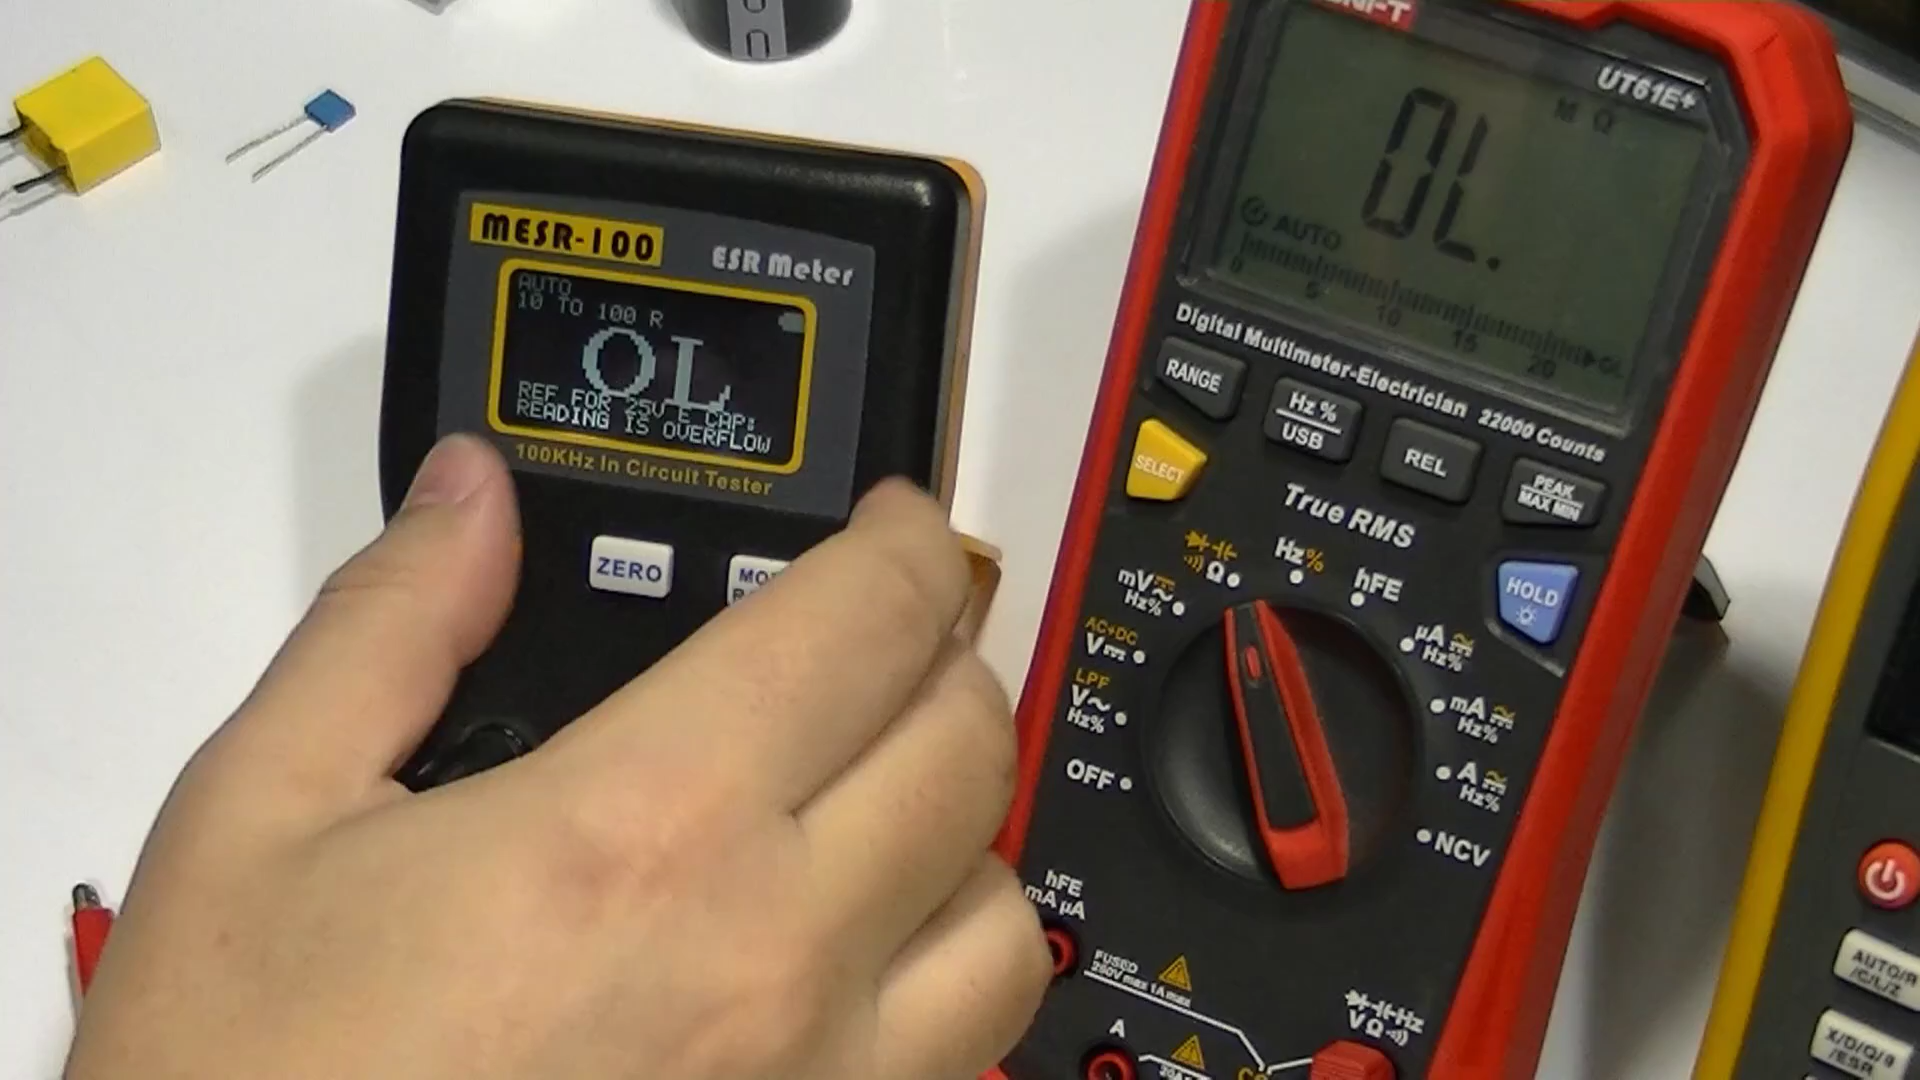 MESR-100
ESR Meter
AUTO
10 TO 100 R
OL
REF FOR 25V E CAP:
READING IS OVERFLOW
100KHz In Circuit Tester
ZERO
UT61E+
M Ω
OL.
AUTO
0 5 10 15 20 OL
Digital Multimeter-Electrician 22000 Counts
RANGE
Hz %
USB
REL
PEAK
MAX MIN
SELECT
True RMS
HOLD
Ω
Hz%
hFE
mV
Hz%
AC+DC
V
LPF
V~
Hz%
OFF
µA
Hz%
mA
Hz%
A
Hz%
NCV
hFE
mA µA
FUSED
A
Hz
V Ω
AUTO/R
/C/L/Z
X/D/Q/θ
/ESR